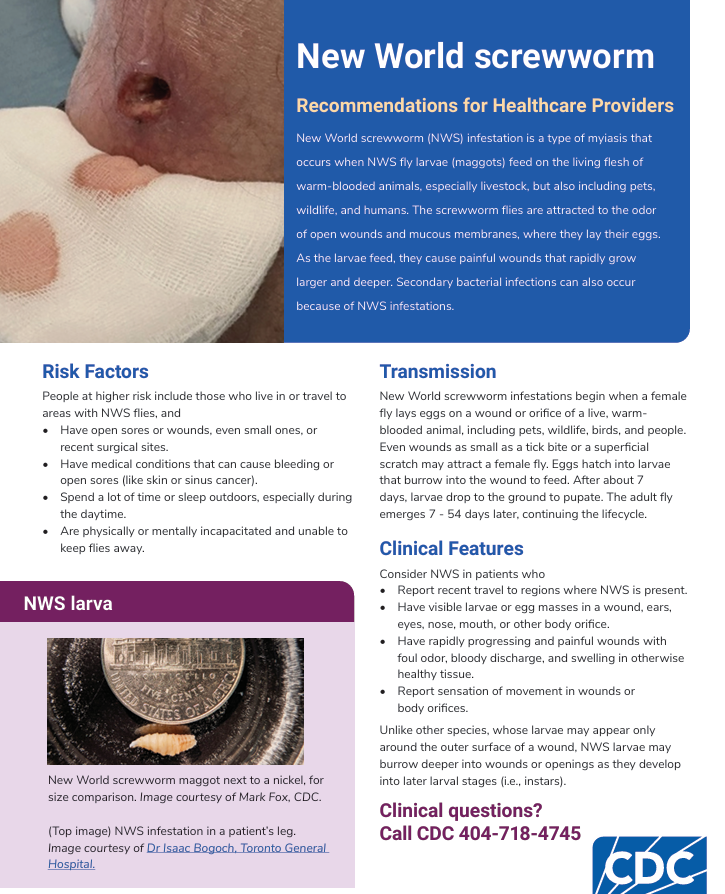 New World screwworm
Recommendations for Healthcare Providers
New World screwworm (NWS) infestation is a type of myiasis that
occurs when NWS fly larvae (maggots) feed on the living flesh of
warm-blooded animals, especially livestock, but also including pets,
wildlife, and humans. The screwworm flies are attracted to the odor
of open wounds and mucous membranes, where they lay their eggs.
As the larvae feed, they cause painful wounds that rapidly grow
larger and deeper. Secondary bacterial infections can also occur
because of NWS infestations.
Risk Factors
People at higher risk include those who live in or travel to
areas with NWS flies, and
• Have open sores or wounds, even small ones, or
recent surgical sites.
• Have medical conditions that can cause bleeding or
open sores (like skin or sinus cancer).
• Spend a lot of time or sleep outdoors, especially during
the daytime.
• Are physically or mentally incapacitated and unable to
keep flies away.
NWS larva
MONTICELLO
FIVE CENTS
UNITED STATES OF AMERICA
New World screwworm maggot next to a nickel, for
size comparison. Image courtesy of Mark Fox, CDC.
(Top image) NWS infestation in a patient's leg.
Image courtesy of Dr Isaac Bogoch, Toronto General
Hospital.
Transmission
New World screwworm infestations begin when a female
fly lays eggs on a wound or orifice of a live, warm-
blooded animal, including pets, wildlife, birds, and people.
Even wounds as small as a tick bite or a superficial
scratch may attract a female fly. Eggs hatch into larvae
that burrow into the wound to feed. After about 7
days, larvae drop to the ground to pupate. The adult fly
emerges 7 - 54 days later, continuing the lifecycle.
Clinical Features
Consider NWS in patients who
• Report recent travel to regions where NWS is present.
• Have visible larvae or egg masses in a wound, ears,
eyes, nose, mouth, or other body orifice.
• Have rapidly progressing and painful wounds with
foul odor, bloody discharge, and swelling in otherwise
healthy tissue.
• Report sensation of movement in wounds or
body orifices.
Unlike other species, whose larvae may appear only
around the outer surface of a wound, NWS larvae may
burrow deeper into wounds or openings as they develop
into later larval stages (i.e., instars).
Clinical questions?
Call CDC 404-718-4745
CDC